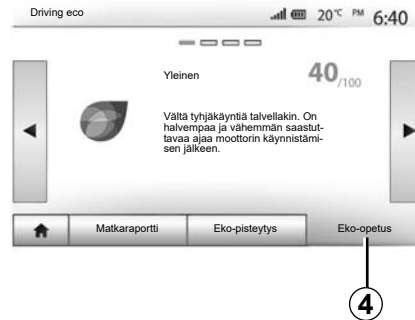 Driving eco 20°C PM 6:40
Yleinen 40/100
Vältä tyhjäkäyntiä talvellakin. On
halvempaa ja vähemmän saastut-
tavaa ajaa moottorin käynnistämi-
sen jälkeen.
Matkaraportti Eko-pisteytys Eko-opetus
4